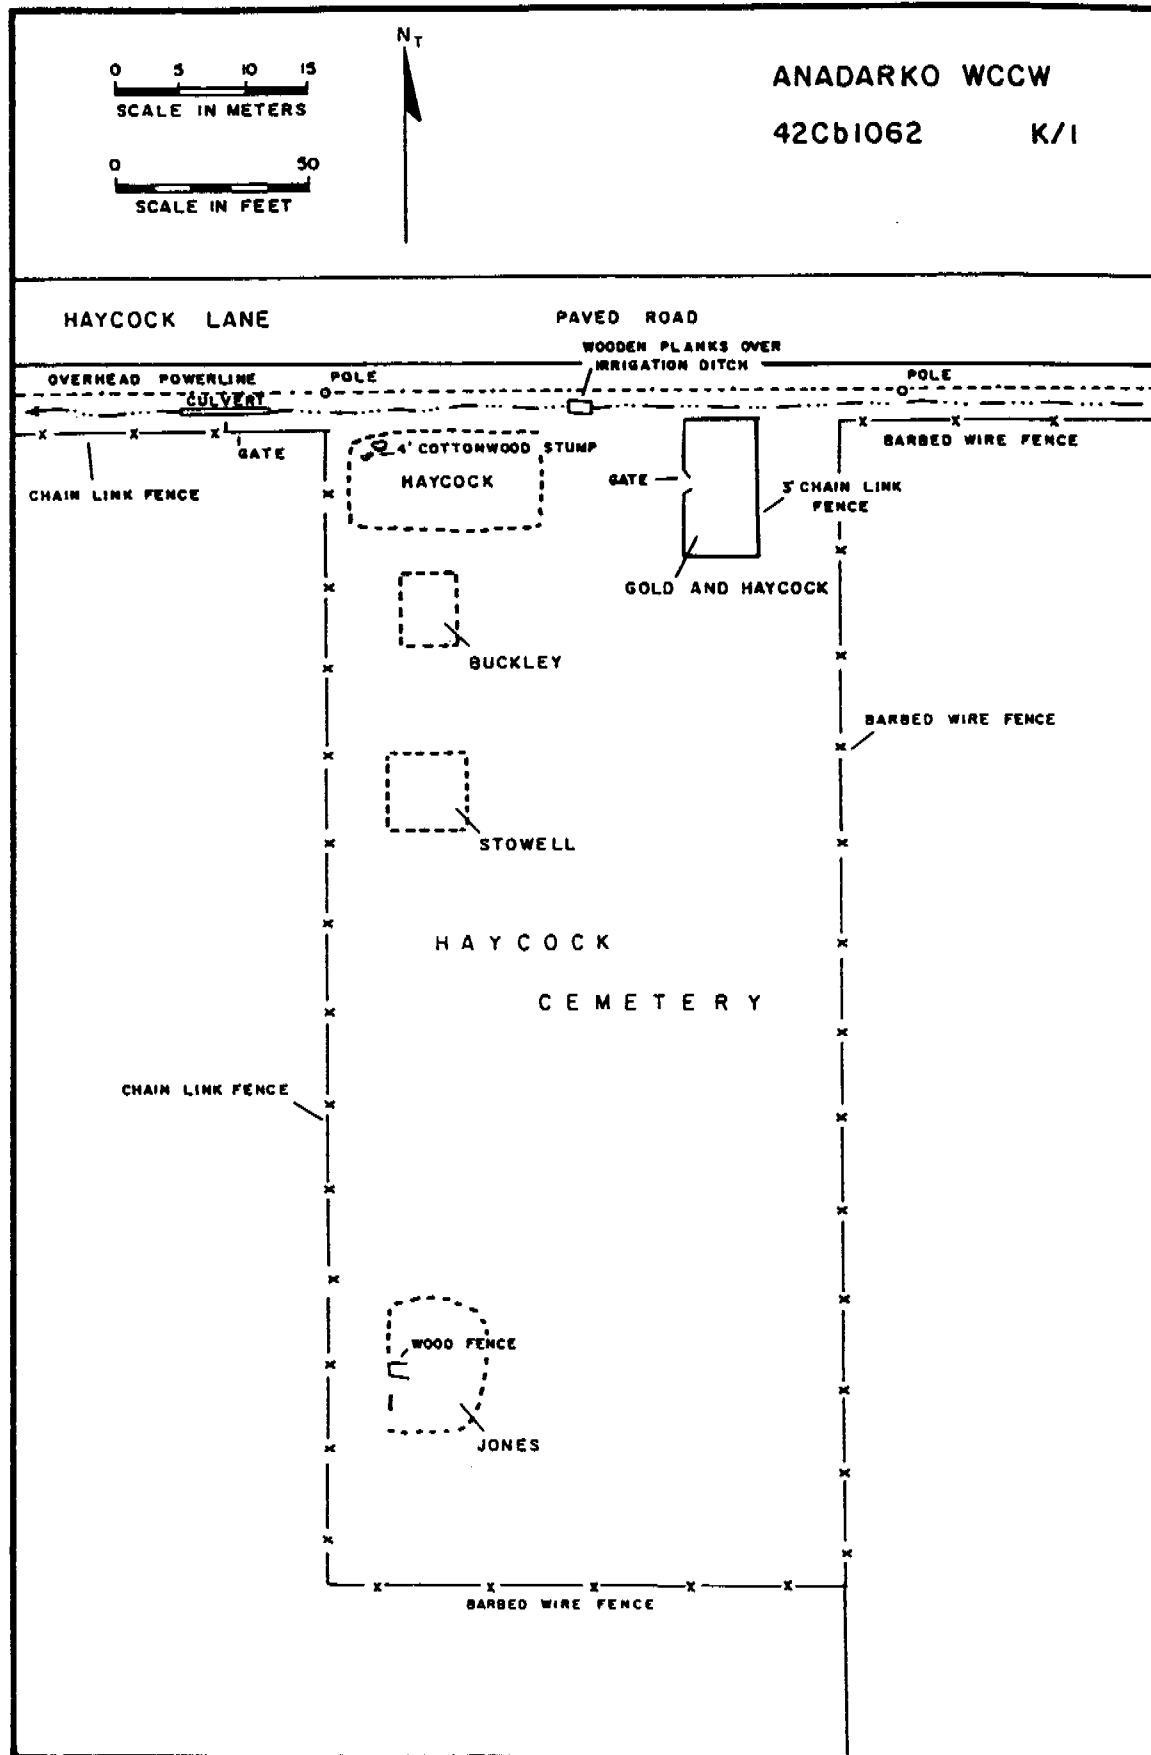 N T
0 5 10 15
SCALE IN METERS
0 50
SCALE IN FEET
ANADARKO WCCW
42Cb1062 K/1
HAYCOCK LANE
PAVED ROAD
WOODEN PLANKS OVER
IRRIGATION DITCH
OVERHEAD POWERLINE
POLE
POLE
CULVERT
GATE
CHAIN LINK FENCE
4' COTTONWOOD STUMP
HAYCOCK
GATE
BARBED WIRE FENCE
3' CHAIN LINK
FENCE
GOLD AND HAYCOCK
BUCKLEY
BARBED WIRE FENCE
STOWELL
HAYCOCK
CEMETERY
CHAIN LINK FENCE
WOOD FENCE
JONES
BARBED WIRE FENCE